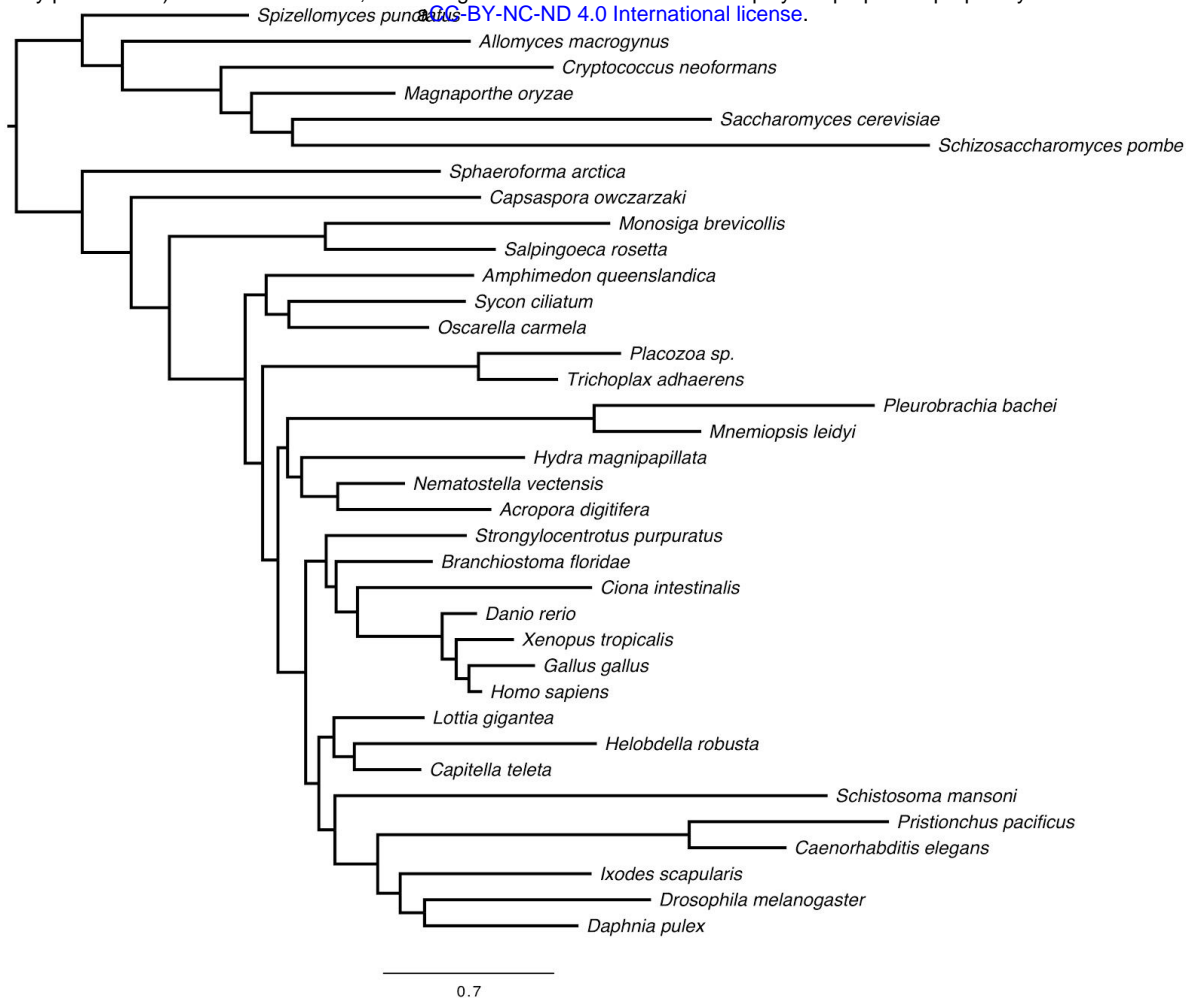 Spizellomyces punctatus
CC-BY-NC-ND 4.0 International license.
Allomyces macrogynus
Cryptococcus neoformans
Magnaporthe oryzae
Saccharomyces cerevisiae
Schizosaccharomyces pombe
Sphaeroforma arctica
Capsaspora owczarzaki
Monosiga brevicollis
Salpingoeca rosetta
Amphimedon queenslandica
Sycon ciliatum
Oscarella carmela
Placozoa sp.
Trichoplax adhaerens
Pleurobrachia bachei
Mnemiopsis leidyi
Hydra magnipapillata
Nematostella vectensis
Acropora digitifera
Strongylocentrotus purpuratus
Branchiostoma floridae
Ciona intestinalis
Danio rerio
Xenopus tropicalis
Gallus gallus
Homo sapiens
Lottia gigantea
Helobdella robusta
Capitella teleta
Schistosoma mansoni
Pristionchus pacificus
Caenorhabditis elegans
Ixodes scapularis
Drosophila melanogaster
Daphnia pulex
0.7